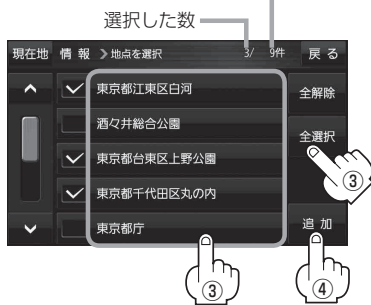 選択した数
現在地 情 報 ❯地点を選択 3/ 9件 戻 る
東京都江東区白河
全解除
酒々井総合公園
全選択
東京都台東区上野公園
③
東京都千代田区丸の内
東京都庁
追 加
③
④